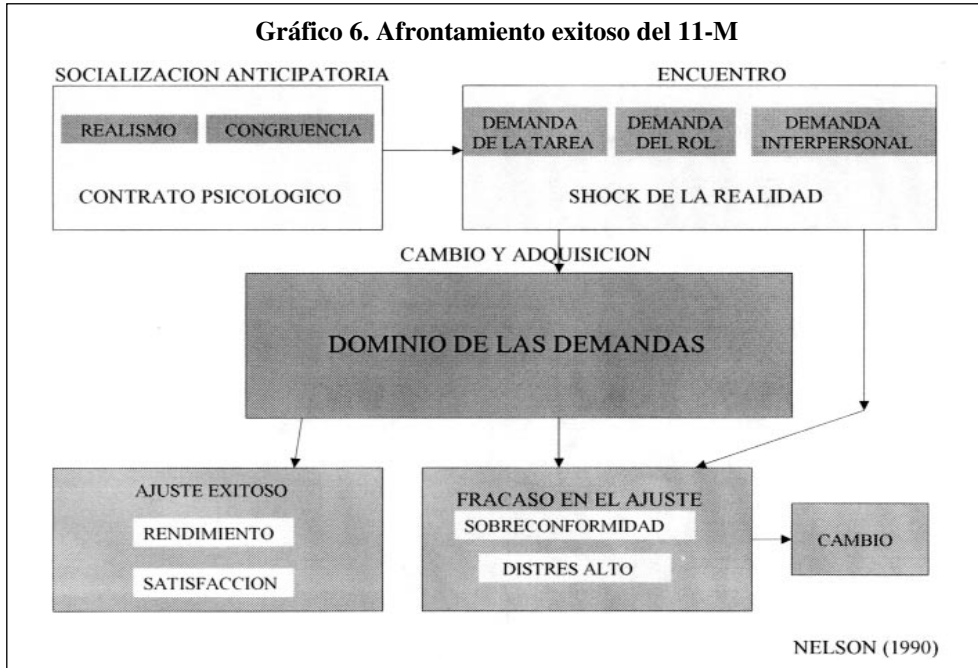 Gráfico 6. Afrontamiento exitoso del 11-M
SOCIALIZACION ANTICIPATORIA
REALISMO
CONGRUENCIA
CONTRATO PSICOLOGICO
ENCUENTRO
DEMANDA
DE LA TAREA
DEMANDA
DEL ROL
DEMANDA
INTERPERSONAL
SHOCK DE LA REALIDAD
CAMBIO Y ADQUISICION
DOMINIO DE LAS DEMANDAS
AJUSTE EXITOSO
RENDIMIENTO
SATISFACCION
FRACASO EN EL AJUSTE
SOBRECONFORMIDAD
DISTRES ALTO
CAMBIO
NELSON (1990)